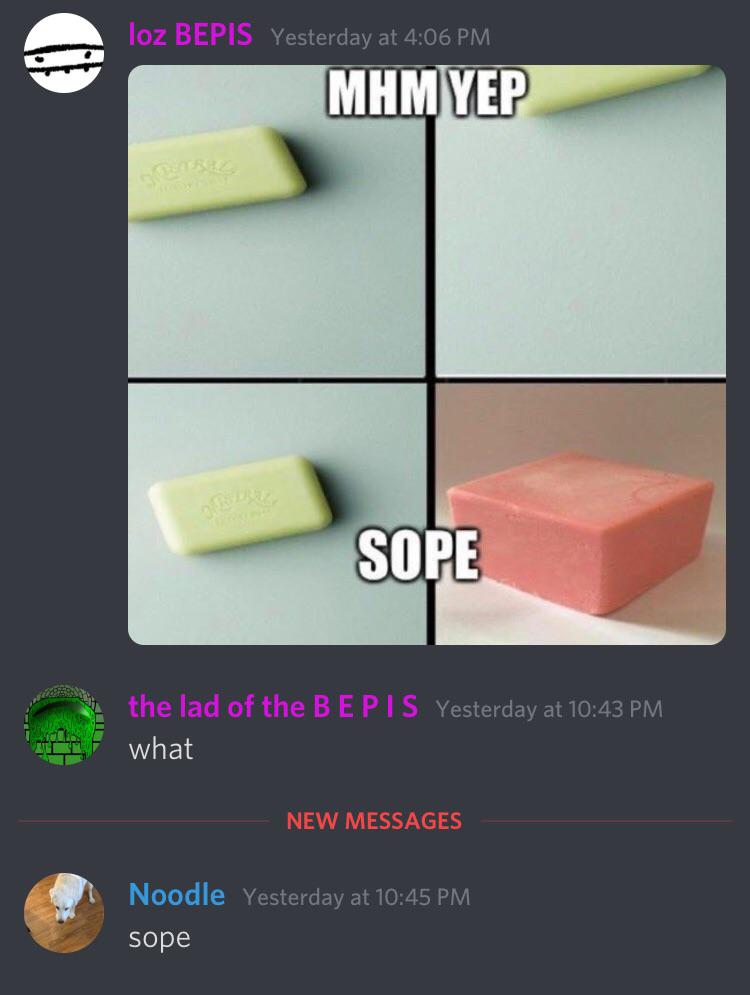 loz BEPIS Yesterday at 4:06 PM
MHM YEP
SOPE
the lad of the B E P I S Yesterday at 10:43 PM
what
NEW MESSAGES
Noodle Yesterday at 10:45 PM
sope